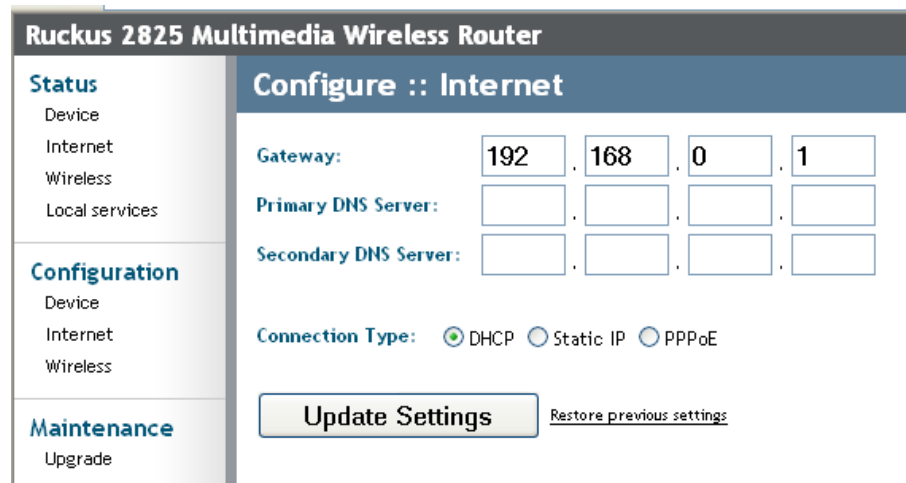 Ruckus 2825 Multimedia Wireless Router
Status
Device
Internet
Wireless
Local services
Configuration
Device
Internet
Wireless
Maintenance
Upgrade
Configure :: Internet
Gateway: 192 . 168 . 0 . 1
Primary DNS Server: . . .
Secondary DNS Server: . . .
Connection Type: DHCP Static IP PPPoE
Update Settings Restore previous settings